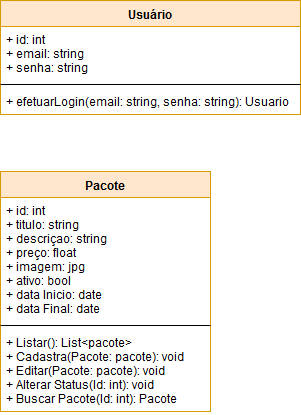 Usuário
+ id: int
+ email: string
+ senha: string
+ efetuarLogin(email: string, senha: string): Usuario
Pacote
+ id: int
+ titulo: string
+ descriçao: string
+ preço: float
+ imagem: jpg
+ ativo: bool
+ data Inicio: date
+ data Final: date
+ Listar(): List<pacote>
+ Cadastra(Pacote: pacote): void
+ Editar(Pacote: pacote): void
+ Alterar Status(Id: int): void
+ Buscar Pacote(Id: int): Pacote